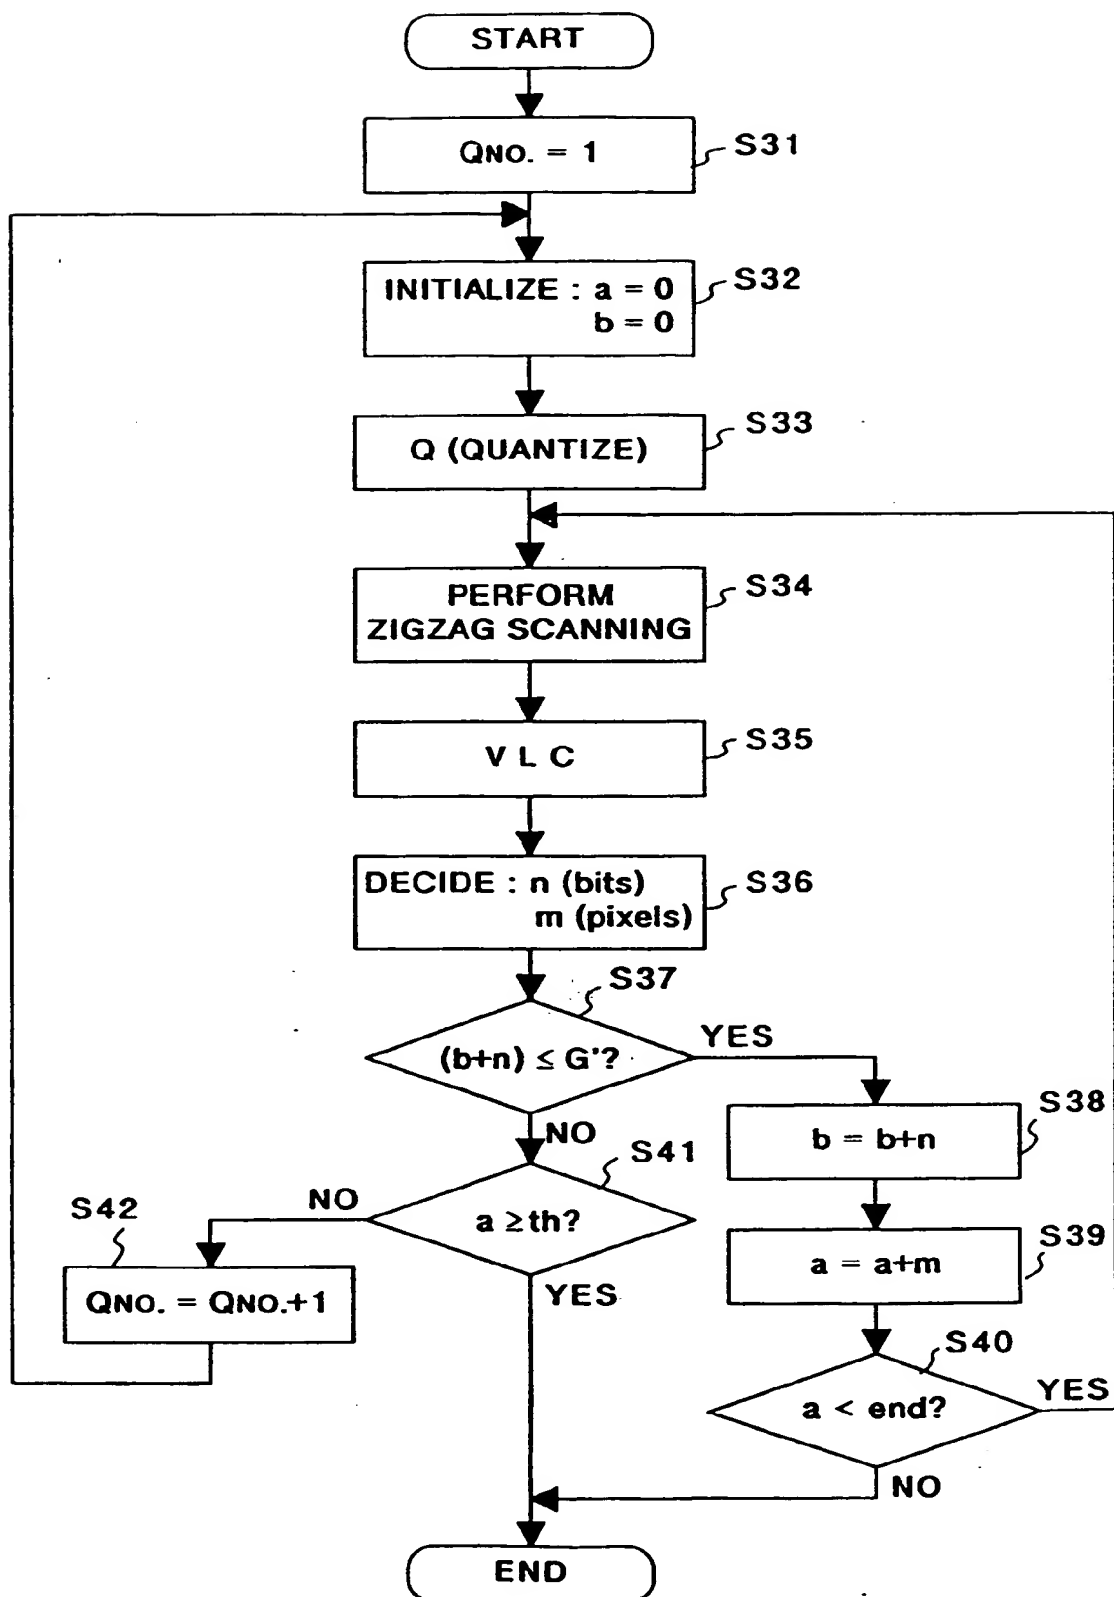 START
QNO. = 1
S31
INITIALIZE : a = 0
b = 0
S32
Q (QUANTIZE)
S33
PERFORM
ZIGZAG SCANNING
S34
V L C
S35
DECIDE : n (bits)
m (pixels)
S36
S37
(b+n) ≤ G'?
YES
NO
S38
b = b+n
S41
a ≥ th?
NO
YES
S42
QNO. = QNO.+1
S39
a = a+m
S40
a < end?
YES
NO
END